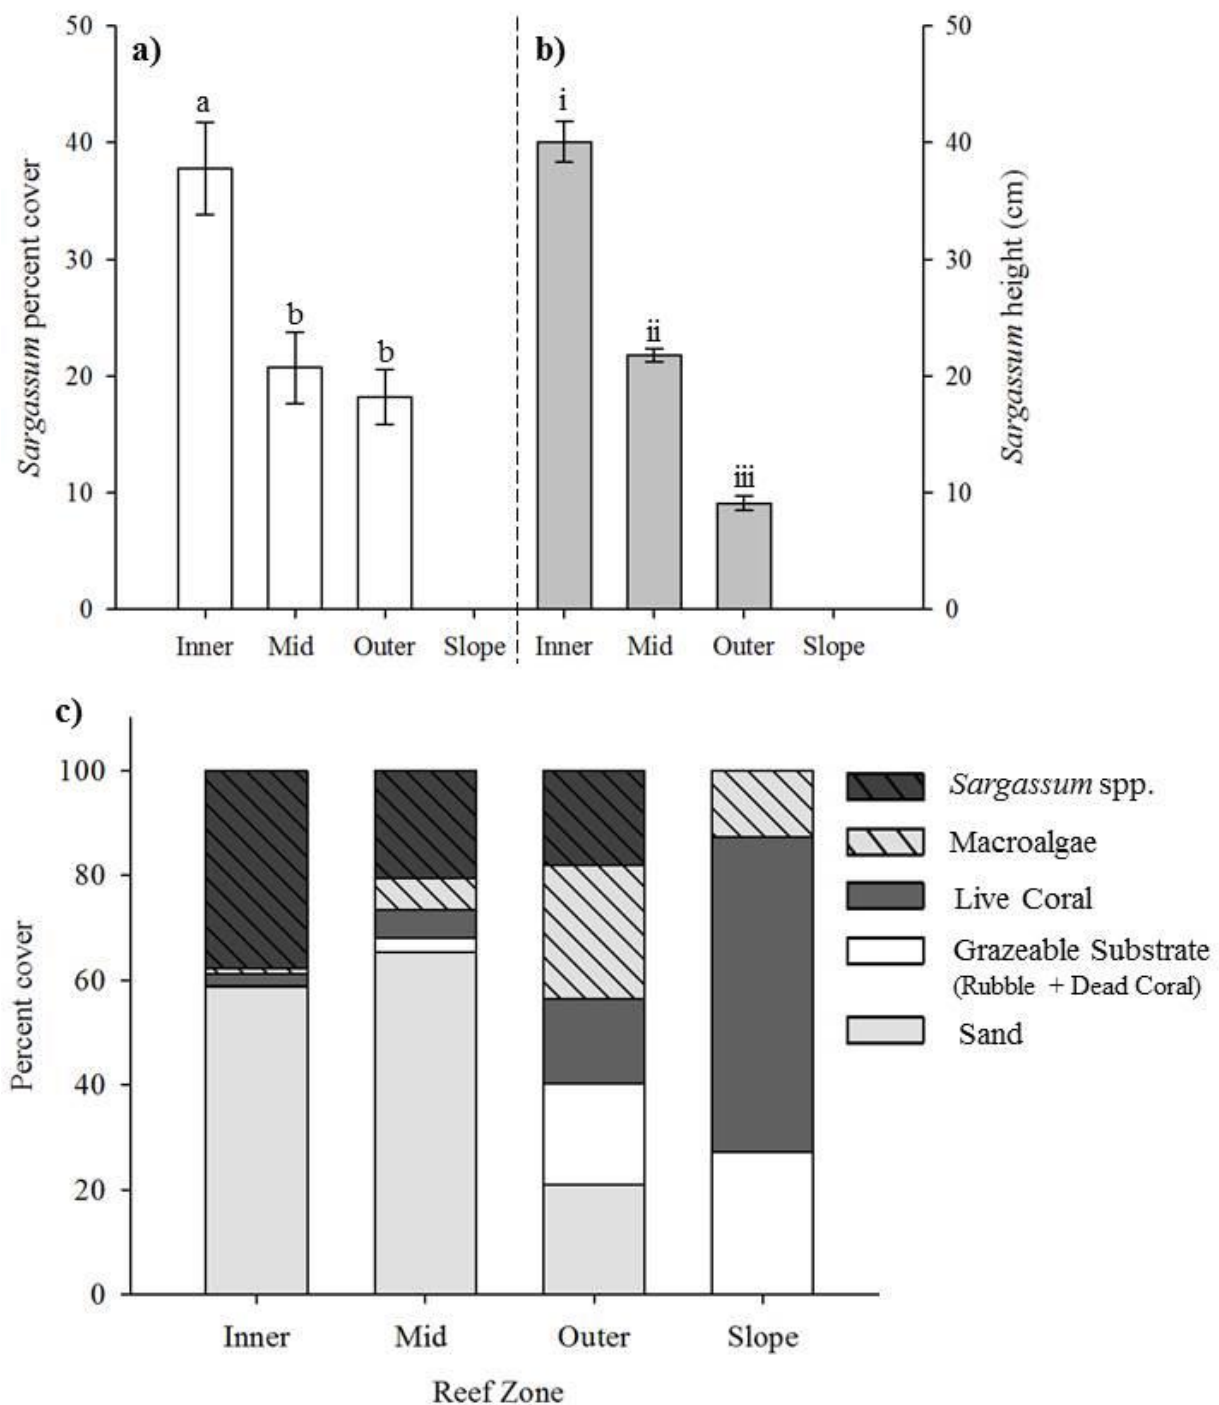 a)
b)
50
40
30
20
10
0
Sargassum percent cover
a
b
b
Inner Mid Outer Slope
i
ii
iii
Inner Mid Outer Slope
50
40
30
20
10
0
Sargassum height (cm)
c)
100
80
60
40
20
0
Percent cover
Inner Mid Outer Slope
Reef Zone
Sargassum spp.
Macroalgae
Live Coral
Grazeable Substrate
(Rubble + Dead Coral)
Sand